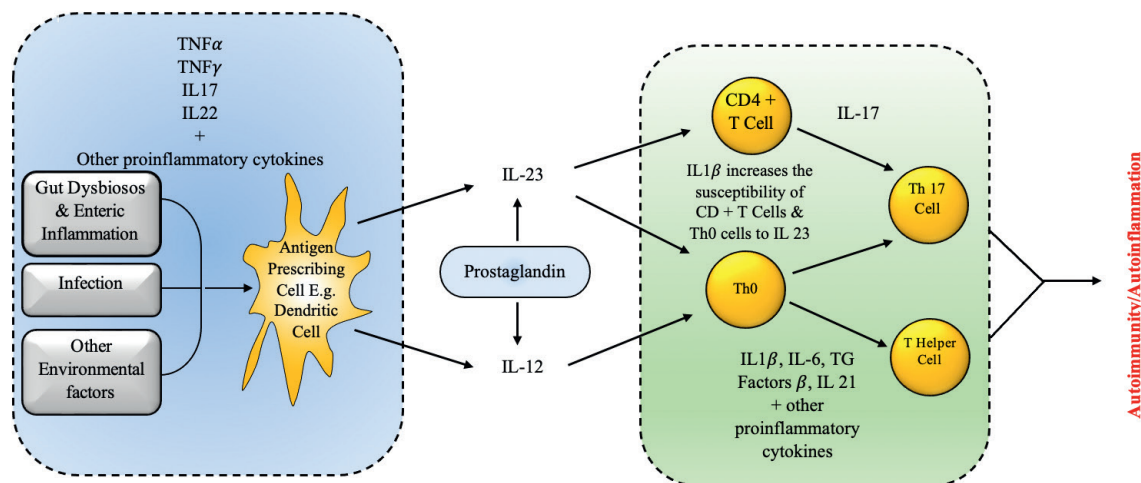 TNFα
TNFγ
IL17
IL22
+
Other proinflammatory cytokines
Gut Dysbiosos
& Enteric
Inflammation
Infection
Other
Environmental
factors
Antigen
Prescribing
Cell E.g.
Dendritic
Cell
IL-23
Prostaglandin
IL-12
CD4 +
T Cell
IL-17
IL1β increases the
susceptibility of
CD + T Cells &
Th0 cells to IL 23
Th 17
Cell
Th0
T Helper
Cell
IL1β, IL-6, TG
Factors β, IL 21
+ other
proinflammatory
cytokines
Autoimmunity/Autoinflammation